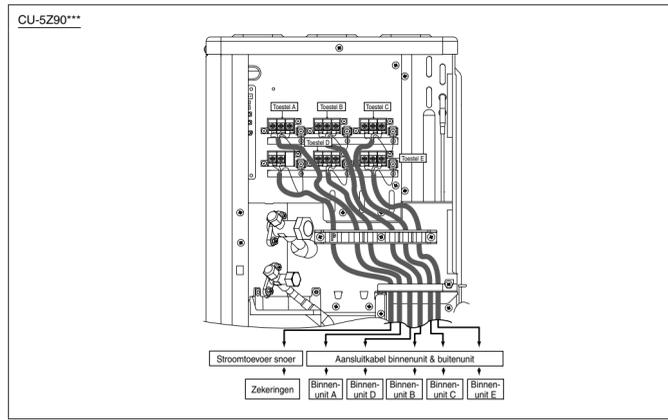 CU-5Z90***
Toestel A
Toestel B
Toestel C
Toestel D
Toestel E
Stroomtoevoer snoer
Aansluitkabel binnenunit & buitenunit
Zekeringen
Binnen-
unit A
Binnen-
unit D
Binnen-
unit B
Binnen-
unit C
Binnen-
unit E